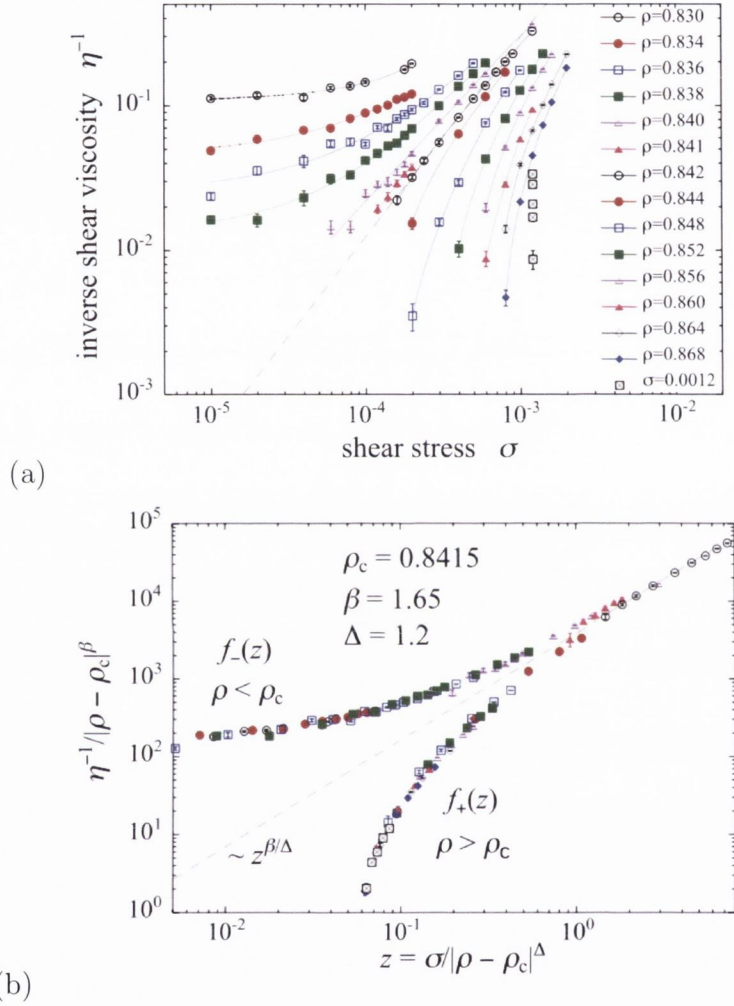 inverse shear viscosity η⁻¹
10⁻¹
10⁻²
10⁻³
10⁻⁵
10⁻⁴
10⁻³
10⁻²
shear stress σ
ρ=0.830
ρ=0.834
ρ=0.836
ρ=0.838
ρ=0.840
ρ=0.841
ρ=0.842
ρ=0.844
ρ=0.848
ρ=0.852
ρ=0.856
ρ=0.860
ρ=0.864
ρ=0.868
σ=0.0012
(a)
η⁻¹/|ρ − ρc|^β
10⁵
10⁴
10³
10²
10¹
10⁰
ρc = 0.8415
β = 1.65
Δ = 1.2
f₋(z)
ρ < ρc
f₊(z)
ρ > ρc
~ z^β/Δ
10⁻²
10⁻¹
10⁰
z = σ/|ρ − ρc|^Δ
(b)